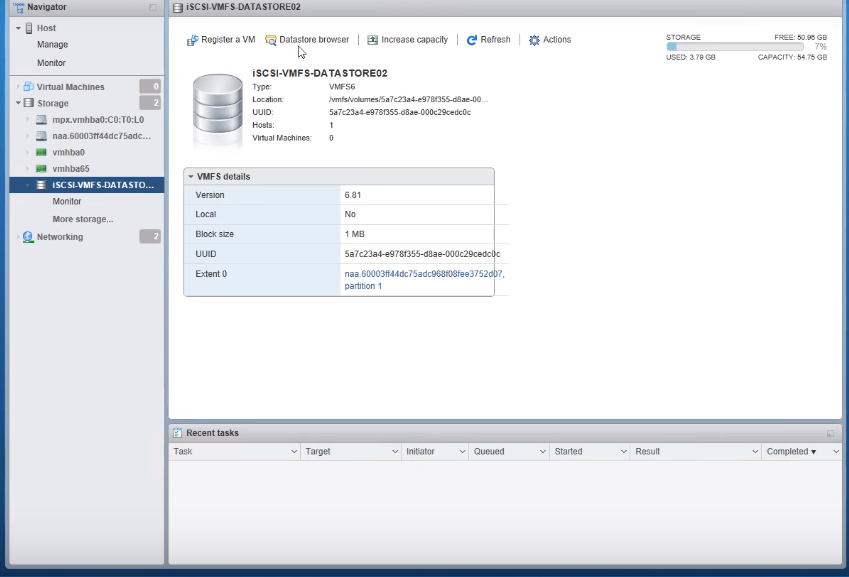 Navigator
Host
Manage
Monitor
Virtual Machines 0
Storage 2
mpx.vmhba0:C0:T0:L0
naa.60003ff44dc75adc...
vmhba0
vmhba65
iSCSI-VMFS-DATASTO...
Monitor
More storage...
Networking 2
iSCSI-VMFS-DATASTORE02
Register a VM Datastore browser Increase capacity Refresh Actions
STORAGE FREE: 50.96 GB
7%
USED: 3.79 GB CAPACITY: 54.75 GB
iSCSI-VMFS-DATASTORE02
Type: VMFS6
Location: /vmfs/volumes/5a7c23a4-e978f355-d8ae-00...
UUID: 5a7c23a4-e978f355-d8ae-000c29cedc0c
Hosts: 1
Virtual Machines: 0
VMFS details
Version 6.81
Local No
Block size 1 MB
UUID 5a7c23a4-e978f355-d8ae-000c29cedc0c
Extent 0 naa.60003ff44dc75adc968f08fee3752d07,
partition 1
Recent tasks
Task Target Initiator Queued Started Result Completed ▼